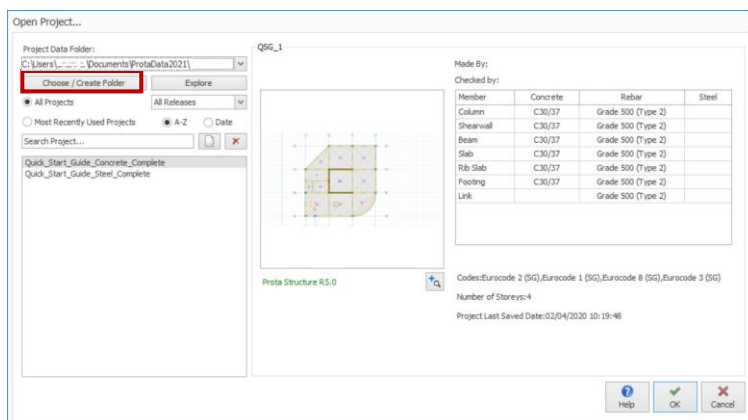 Open Project...
Project Data Folder:
C:\Users\ \Documents\ProtaData2021\
Choose / Create Folder
Explore
All Projects
All Releases
Most Recently Used Projects
A-Z
Date
Search Project...
Quick_Start_Guide_Concrete_Complete
Quick_Start_Guide_Steel_Complete
QSG_1
Prota Structure R5.0
Made By:
Checked by:
Member Concrete Rebar Steel
Column C30/37 Grade 500 (Type 2)
Shearwall C30/37 Grade 500 (Type 2)
Beam C30/37 Grade 500 (Type 2)
Slab C30/37 Grade 500 (Type 2)
Rib Slab C30/37 Grade 500 (Type 2)
Footing C30/37 Grade 500 (Type 2)
Link Grade 500 (Type 2)
Codes:Eurocode 2 (SG),Eurocode 1 (SG),Eurocode 8 (SG),Eurocode 3 (SG)
Number of Storeys:4
Project Last Saved Date:02/04/2020 10:19:48
Help
OK
Cancel